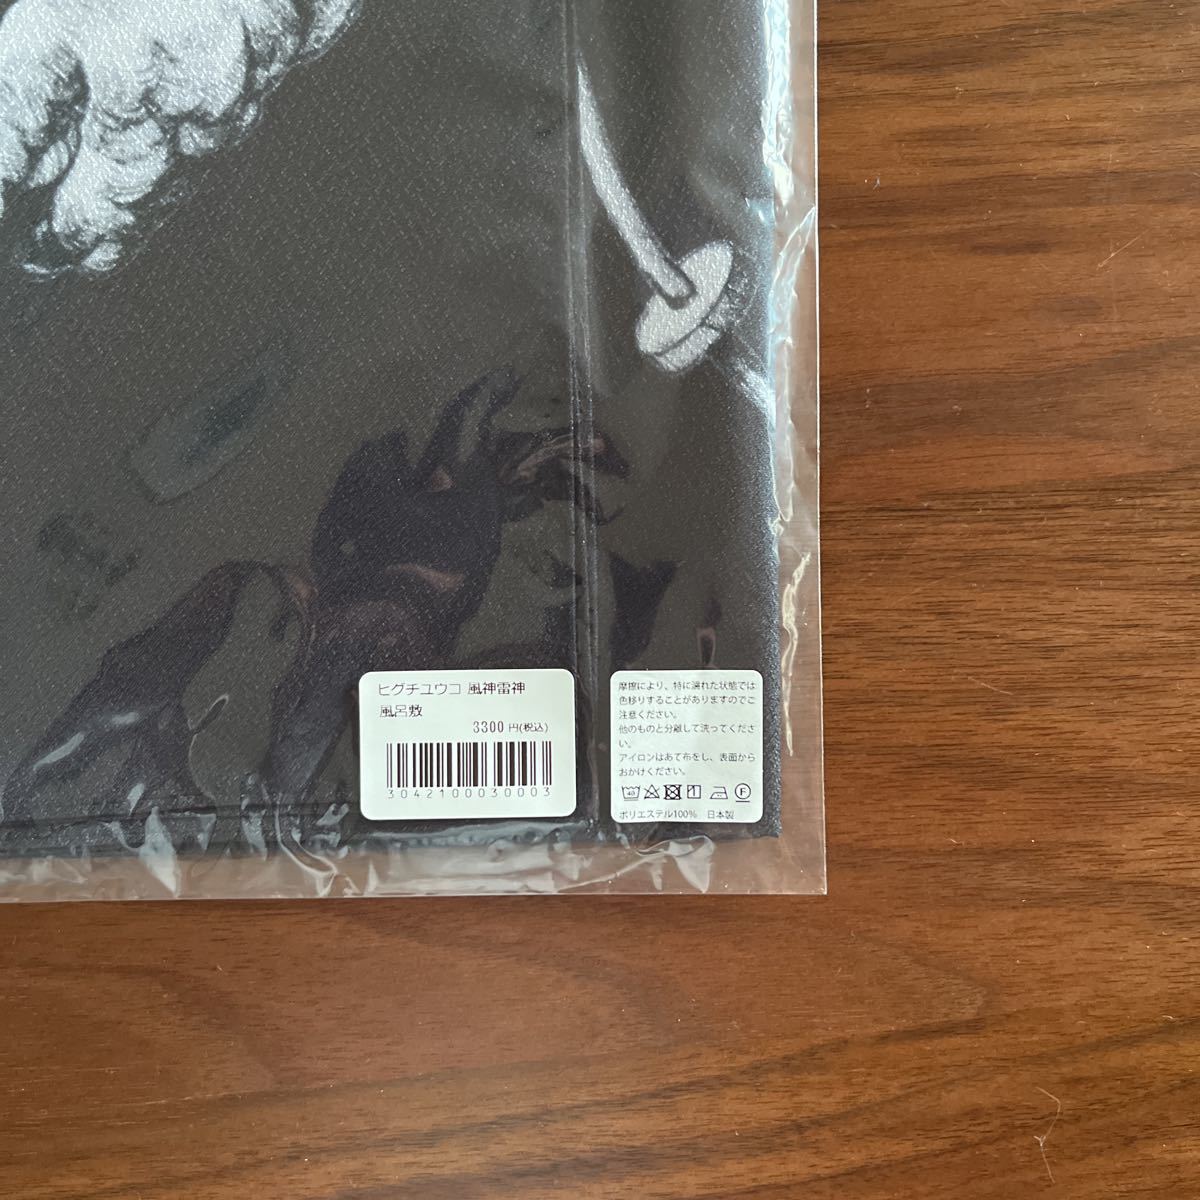 ヒグチユウコ 風神雷神
風呂敷
3300 円(税込)
3042100030003
摩擦により、特に濡れた状態では
色移りすることがありますのでご
注意ください。
他のものと分離して洗ってくださ
い。
アイロンはあて布をし、表面から
おかけください。
40 F
ポリエステル100% 日本製